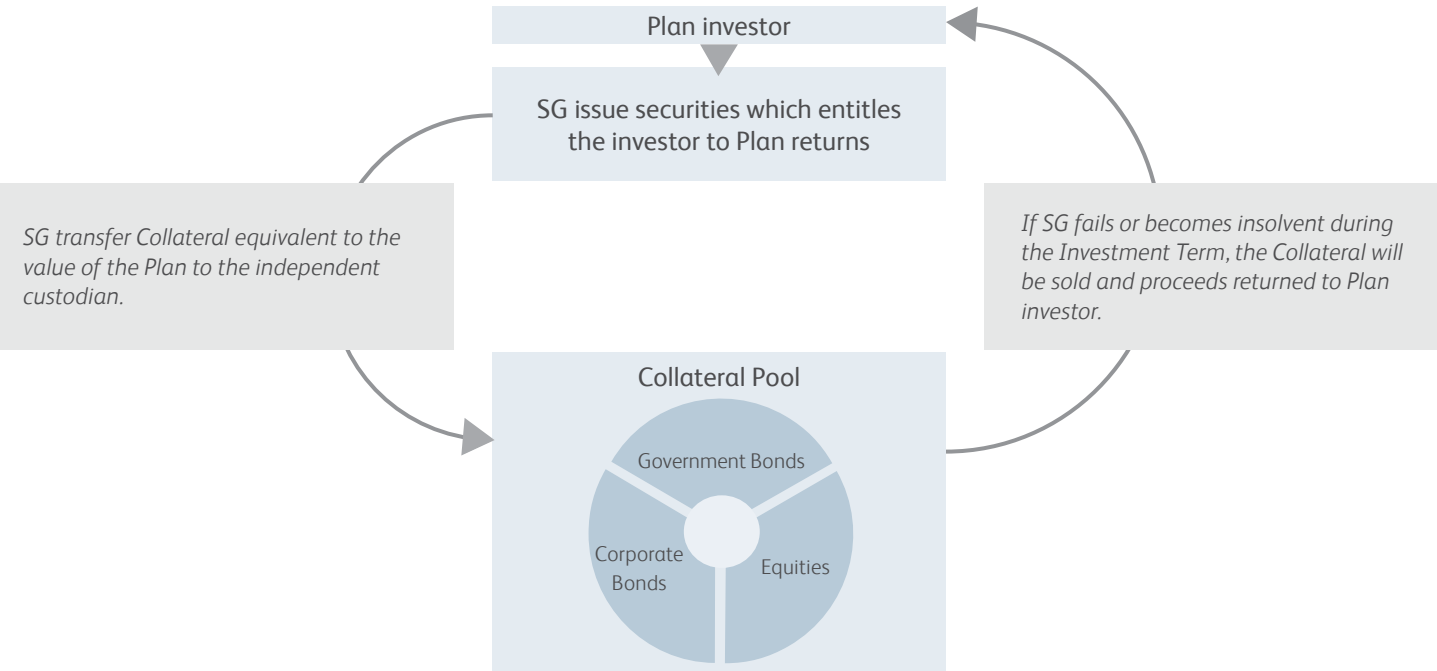 Plan investor
SG issue securities which entitles
the investor to Plan returns
SG transfer Collateral equivalent to the
value of the Plan to the independent
custodian.
If SG fails or becomes insolvent during
the Investment Term, the Collateral will
be sold and proceeds returned to Plan
investor.
Collateral Pool
Government Bonds
Corporate
Bonds
Equities